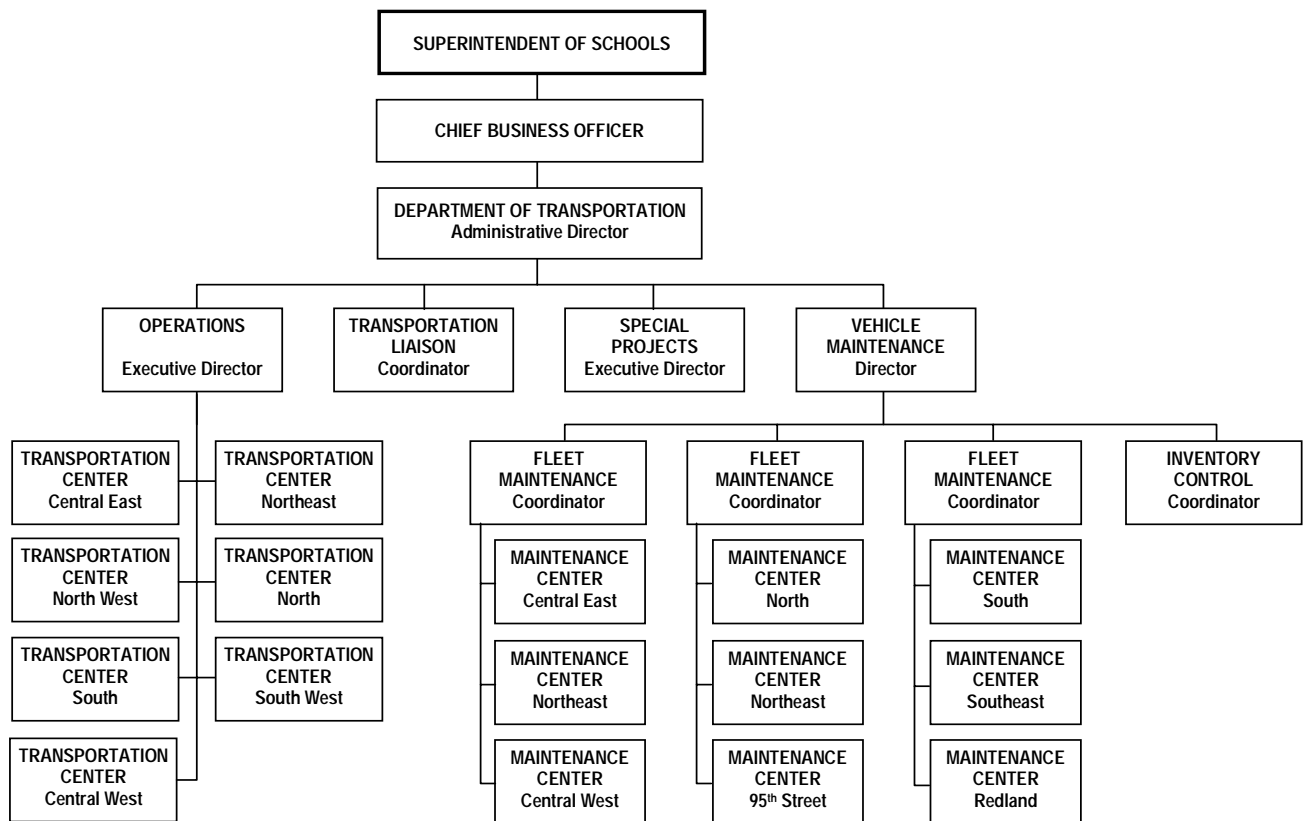 SUPERINTENDENT OF SCHOOLS
CHIEF BUSINESS OFFICER
DEPARTMENT OF TRANSPORTATION
Administrative Director
OPERATIONS
Executive Director
TRANSPORTATION
LIAISON
Coordinator
SPECIAL
PROJECTS
Executive Director
VEHICLE
MAINTENANCE
Director
TRANSPORTATION
CENTER
Central East
TRANSPORTATION
CENTER
Northeast
TRANSPORTATION
CENTER
North West
TRANSPORTATION
CENTER
North
TRANSPORTATION
CENTER
South
TRANSPORTATION
CENTER
South West
TRANSPORTATION
CENTER
Central West
FLEET
MAINTENANCE
Coordinator
MAINTENANCE
CENTER
Central East
MAINTENANCE
CENTER
Northeast
MAINTENANCE
CENTER
Central West
FLEET
MAINTENANCE
Coordinator
MAINTENANCE
CENTER
North
MAINTENANCE
CENTER
Northeast
MAINTENANCE
CENTER
95th Street
FLEET
MAINTENANCE
Coordinator
MAINTENANCE
CENTER
South
MAINTENANCE
CENTER
Southeast
MAINTENANCE
CENTER
Redland
INVENTORY
CONTROL
Coordinator